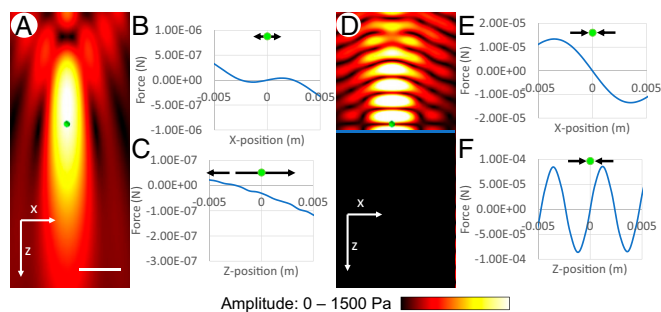 A
B
Force (N)
1.00E-06
5.00E-07
0.00E+00
-5.00E-07
-1.00E-06
-0.005
0
0.005
X-position (m)
C
Force (N)
1.00E-07
0.00E+00
-1.00E-07
-2.00E-07
-3.00E-07
-0.005
0
0.005
Z-position (m)
x
z
D
x
z
E
Force (N)
2.00E-05
1.00E-05
0.00E+00
-1.00E-05
-2.00E-05
-0.005
0
0.005
X-position (m)
F
Force (N)
1.00E-04
5.00E-05
0.00E+00
-5.00E-05
-1.00E-04
-0.005
0
0.005
Z-position (m)
Amplitude: 0 – 1500 Pa